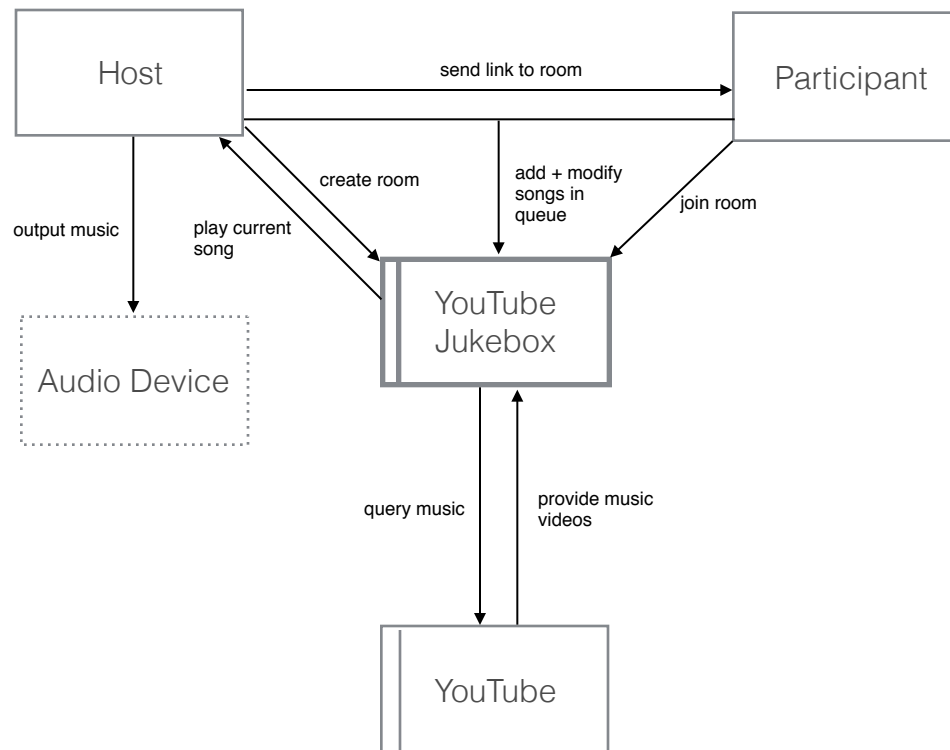 Host
send link to room
Participant
create room
add + modify
songs in
queue
join room
output music
play current
song
YouTube
Jukebox
Audio Device
query music
provide music
videos
YouTube